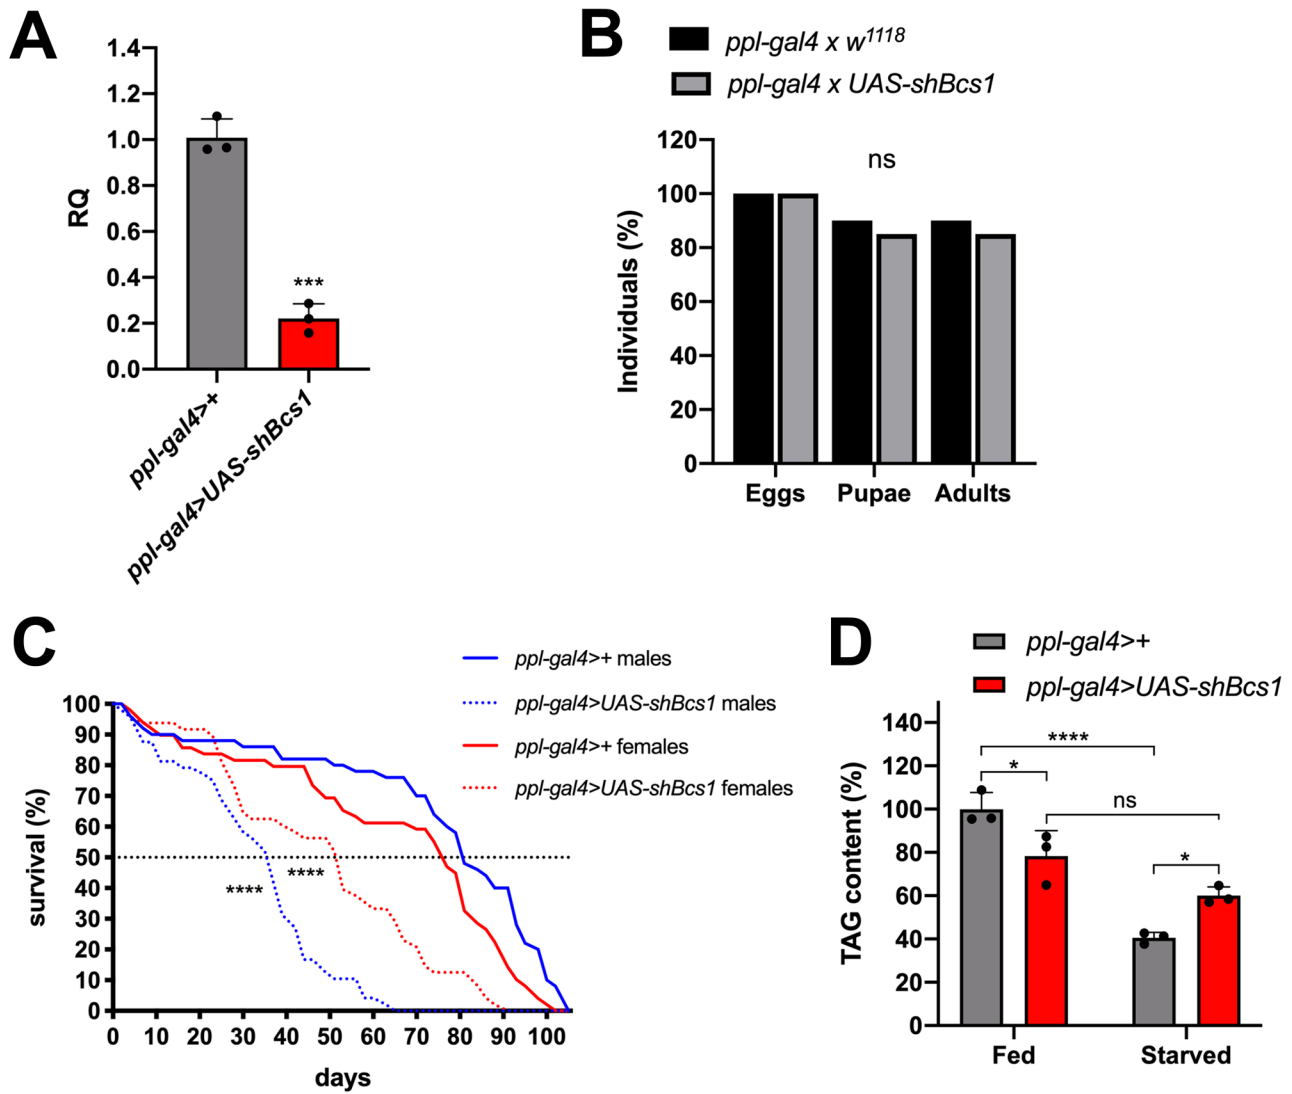 A
1.4
1.2
1.0
0.8
0.6
0.4
0.2
0.0
RQ
***
ppl-gal4>+
ppl-gal4>UAS-shBcs1
B
ppl-gal4 x w1118
ppl-gal4 x UAS-shBcs1
120
100
80
60
40
20
0
Individuals (%)
ns
Eggs Pupae Adults
C
ppl-gal4>+ males
ppl-gal4>UAS-shBcs1 males
ppl-gal4>+ females
ppl-gal4>UAS-shBcs1 females
100
90
80
70
60
50
40
30
20
10
0
survival (%)
****
****
0 10 20 30 40 50 60 70 80 90 100
days
D
ppl-gal4>+
ppl-gal4>UAS-shBcs1
140
120
100
80
60
40
20
0
TAG content (%)
****
*
ns
*
Fed Starved